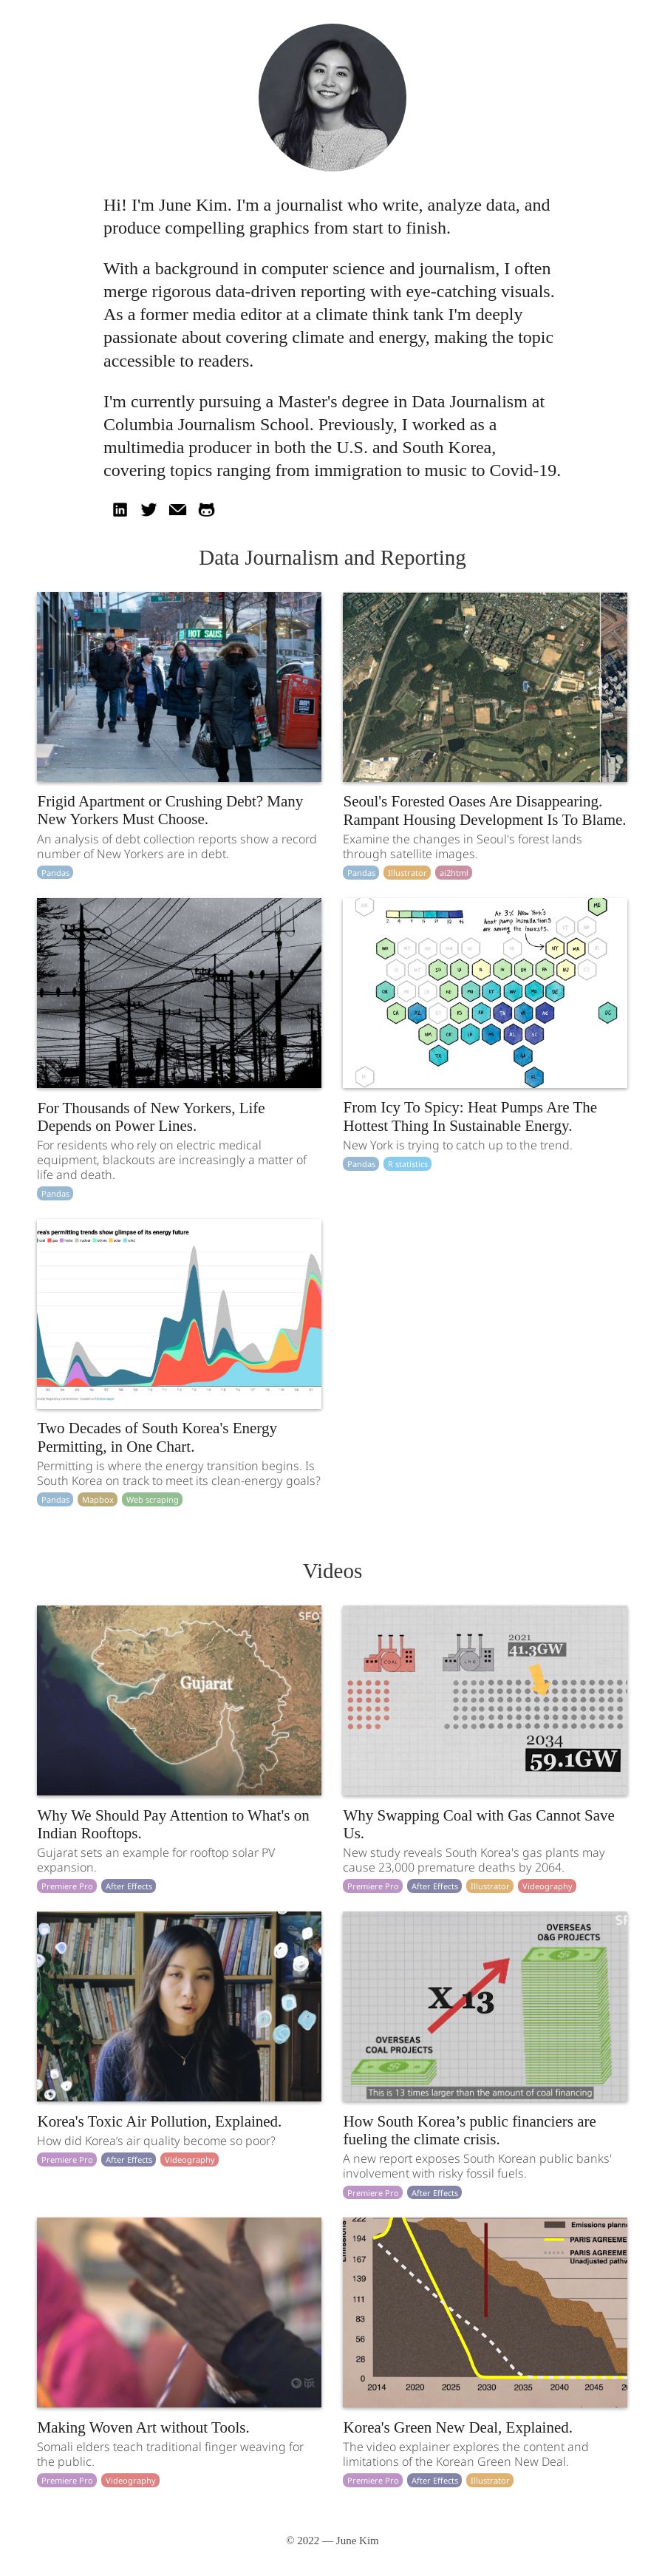 Hi! I'm June Kim. I'm a journalist who write, analyze data, and
produce compelling graphics from start to finish.
With a background in computer science and journalism, I often
merge rigorous data-driven reporting with eye-catching visuals.
As a former media editor at a climate think tank I'm deeply
passionate about covering climate and energy, making the topic
accessible to readers.
I'm currently pursuing a Master's degree in Data Journalism at
Columbia Journalism School. Previously, I worked as a
multimedia producer in both the U.S. and South Korea,
covering topics ranging from immigration to music to Covid-19.
Data Journalism and Reporting
HOT SAUS
Frigid Apartment or Crushing Debt? Many
New Yorkers Must Choose.
An analysis of debt collection reports show a record
number of New Yorkers are in debt.
Pandas
Seoul's Forested Oases Are Disappearing.
Rampant Housing Development Is To Blame.
Examine the changes in Seoul's forest lands
through satellite images.
Pandas Illustrator ai2html
For Thousands of New Yorkers, Life
Depends on Power Lines.
For residents who rely on electric medical
equipment, blackouts are increasingly a matter of
life and death.
Pandas
At 3% New York's
heat pump installations
are among the lowest.
From Icy To Spicy: Heat Pumps Are The
Hottest Thing In Sustainable Energy.
New York is trying to catch up to the trend.
Pandas R statistics
rea's permitting trends show glimpse of its energy future
Two Decades of South Korea's Energy
Permitting, in One Chart.
Permitting is where the energy transition begins. Is
South Korea on track to meet its clean-energy goals?
Pandas Mapbox Web scraping
Videos
Gujarat
Why We Should Pay Attention to What's on
Indian Rooftops.
Gujarat sets an example for rooftop solar PV
expansion.
Premiere Pro After Effects
COAL
LNG
2021
41.3GW
2034
59.1GW
Why Swapping Coal with Gas Cannot Save
Us.
New study reveals South Korea's gas plants may
cause 23,000 premature deaths by 2064.
Premiere Pro After Effects Illustrator Videography
Korea's Toxic Air Pollution, Explained.
How did Korea's air quality become so poor?
Premiere Pro After Effects Videography
OVERSEAS
O&G PROJECTS
X 13
OVERSEAS
COAL PROJECTS
This is 13 times larger than the amount of coal financing
How South Korea’s public financiers are
fueling the climate crisis.
A new report exposes South Korean public banks'
involvement with risky fossil fuels.
Premiere Pro After Effects
tpt
Making Woven Art without Tools.
Somali elders teach traditional finger weaving for
the public.
Premiere Pro Videography
Emissions
222
194
167
139
111
83
56
28
0
2014 2020 2025 2030 2035 2040 2045
Emissions plann
PARIS AGREEME
PARIS AGREEME
Unadjusted pathw
Korea's Green New Deal, Explained.
The video explainer explores the content and
limitations of the Korean Green New Deal.
Premiere Pro After Effects Illustrator
© 2022 — June Kim